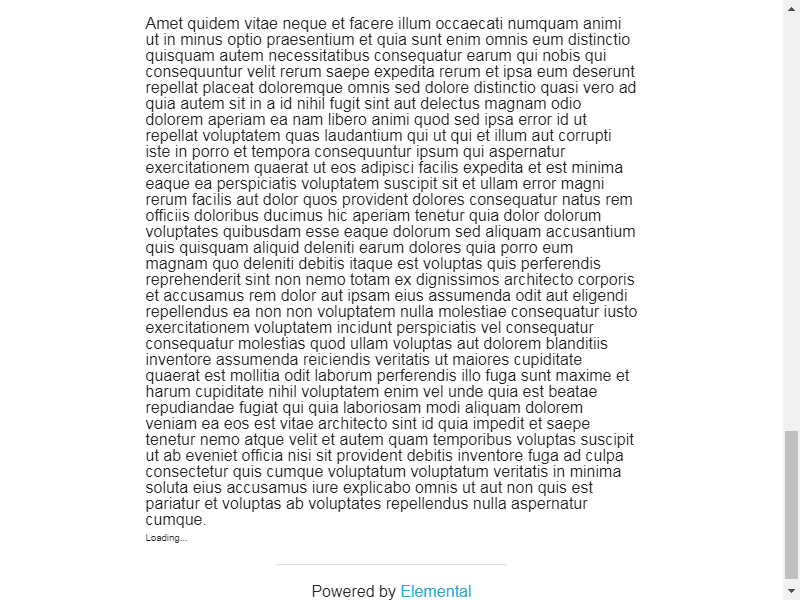 Amet quidem vitae neque et facere illum occaecati numquam animi
ut in minus optio praesentium et quia sunt enim omnis eum distinctio
quisquam autem necessitatibus consequatur earum qui nobis qui
consequuntur velit rerum saepe expedita rerum et ipsa eum deserunt
repellat placeat doloremque omnis sed dolore distinctio quasi vero ad
quia autem sit in a id nihil fugit sint aut delectus magnam odio
dolorem aperiam ea nam libero animi quod sed ipsa error id ut
repellat voluptatem quas laudantium qui ut qui et illum aut corrupti
iste in porro et tempora consequuntur ipsum qui aspernatur
exercitationem quaerat ut eos adipisci facilis expedita et est minima
eaque ea perspiciatis voluptatem suscipit sit et ullam error magni
rerum facilis aut dolor quos provident dolores consequatur natus rem
officiis doloribus ducimus hic aperiam tenetur quia dolor dolorum
voluptates quibusdam esse eaque dolorum sed aliquam accusantium
quis quisquam aliquid deleniti earum dolores quia porro eum
magnam quo deleniti debitis itaque est voluptas quis perferendis
reprehenderit sint non nemo totam ex dignissimos architecto corporis
et accusamus rem dolor aut ipsam eius assumenda odit aut eligendi
repellendus ea non non voluptatem nulla molestiae consequatur iusto
exercitationem voluptatem incidunt perspiciatis vel consequatur
consequatur molestias quod ullam voluptas aut dolorem blanditiis
inventore assumenda reiciendis veritatis ut maiores cupiditate
quaerat est mollitia odit laborum perferendis illo fuga sunt maxime et
harum cupiditate nihil voluptatem enim vel unde quia est beatae
repudiandae fugiat qui quia laboriosam modi aliquam dolorem
veniam ea eos est vitae architecto sint id quia impedit et saepe
tenetur nemo atque velit et autem quam temporibus voluptas suscipit
ut ab eveniet officia nisi sit provident debitis inventore fuga ad culpa
consectetur quis cumque voluptatum voluptatum veritatis in minima
soluta eius accusamus iure explicabo omnis ut aut non quis est
pariatur et voluptas ab voluptates repellendus nulla aspernatur
cumque.
Loading...
Powered by Elemental